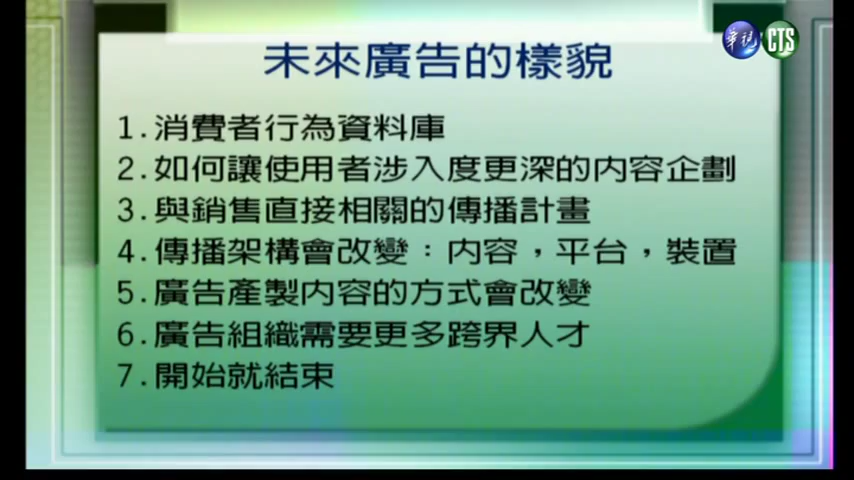 華視 CTS
未來廣告的樣貌
1.消費者行為資料庫
2.如何讓使用者涉入度更深的內容企劃
3.與銷售直接相關的傳播計畫
4.傳播架構會改變：內容，平台，裝置
5.廣告產製內容的方式會改變
6.廣告組織需要更多跨界人才
7.開始就結束